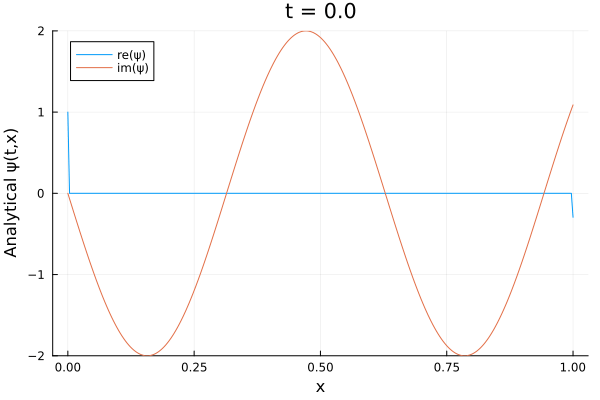 t = 0.0
re(ψ)
im(ψ)
Analytical ψ(t,x)
2
1
0
−1
−2
0.00
0.25
0.50
0.75
1.00
x